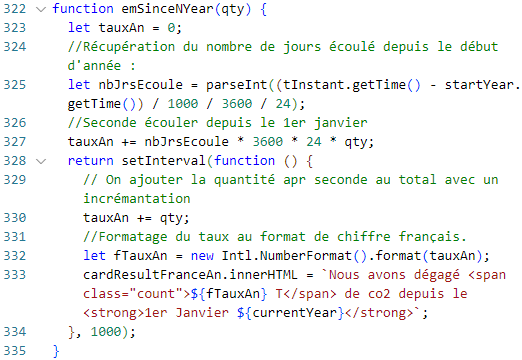 322 function emSinceNYear(qty) {
323 let tauxAn = 0;
324 //Récupération du nombre de jours écoulé depuis le début
d'année :
325 let nbJrsEcoule = parseInt((tInstant.getTime() - startYear.
getTime()) / 1000 / 3600 / 24);
326 //Seconde écouler depuis le 1er janvier
327 tauxAn += nbJrsEcoule * 3600 * 24 * qty;
328 return setInterval(function () {
329 // On ajouter la quantité apr seconde au total avec un
incrémantation
330 tauxAn += qty;
331 //Formatage du taux au format de chiffre français.
332 let fTauxAn = new Intl.NumberFormat().format(tauxAn);
333 cardResultFranceAn.innerHTML = `Nous avons dégagé <span
class="count">${fTauxAn} T</span> de co2 depuis le
<strong>1er Janvier ${currentYear}</strong>`;
334 }, 1000);
335 }